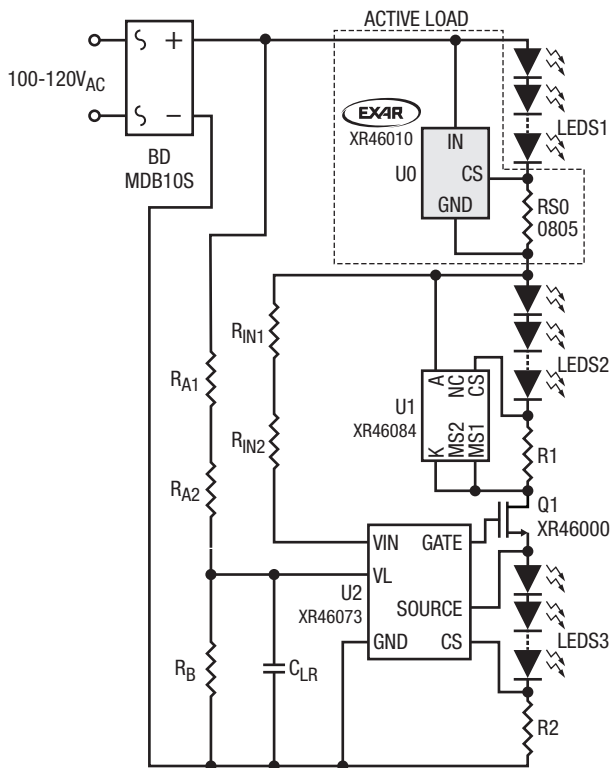 ACTIVE LOAD
100-120VAC
+
−
BD
MDB10S
EXAR
XR46010
U0
IN
CS
GND
LEDS1
RS0
0805
RIN1
RIN2
RA1
RA2
U1
XR46084
A
NC
CS
K
MS2
MS1
LEDS2
R1
Q1
XR46000
VIN
GATE
VL
U2
XR46073
SOURCE
GND
CS
LEDS3
RB
CLR
R2